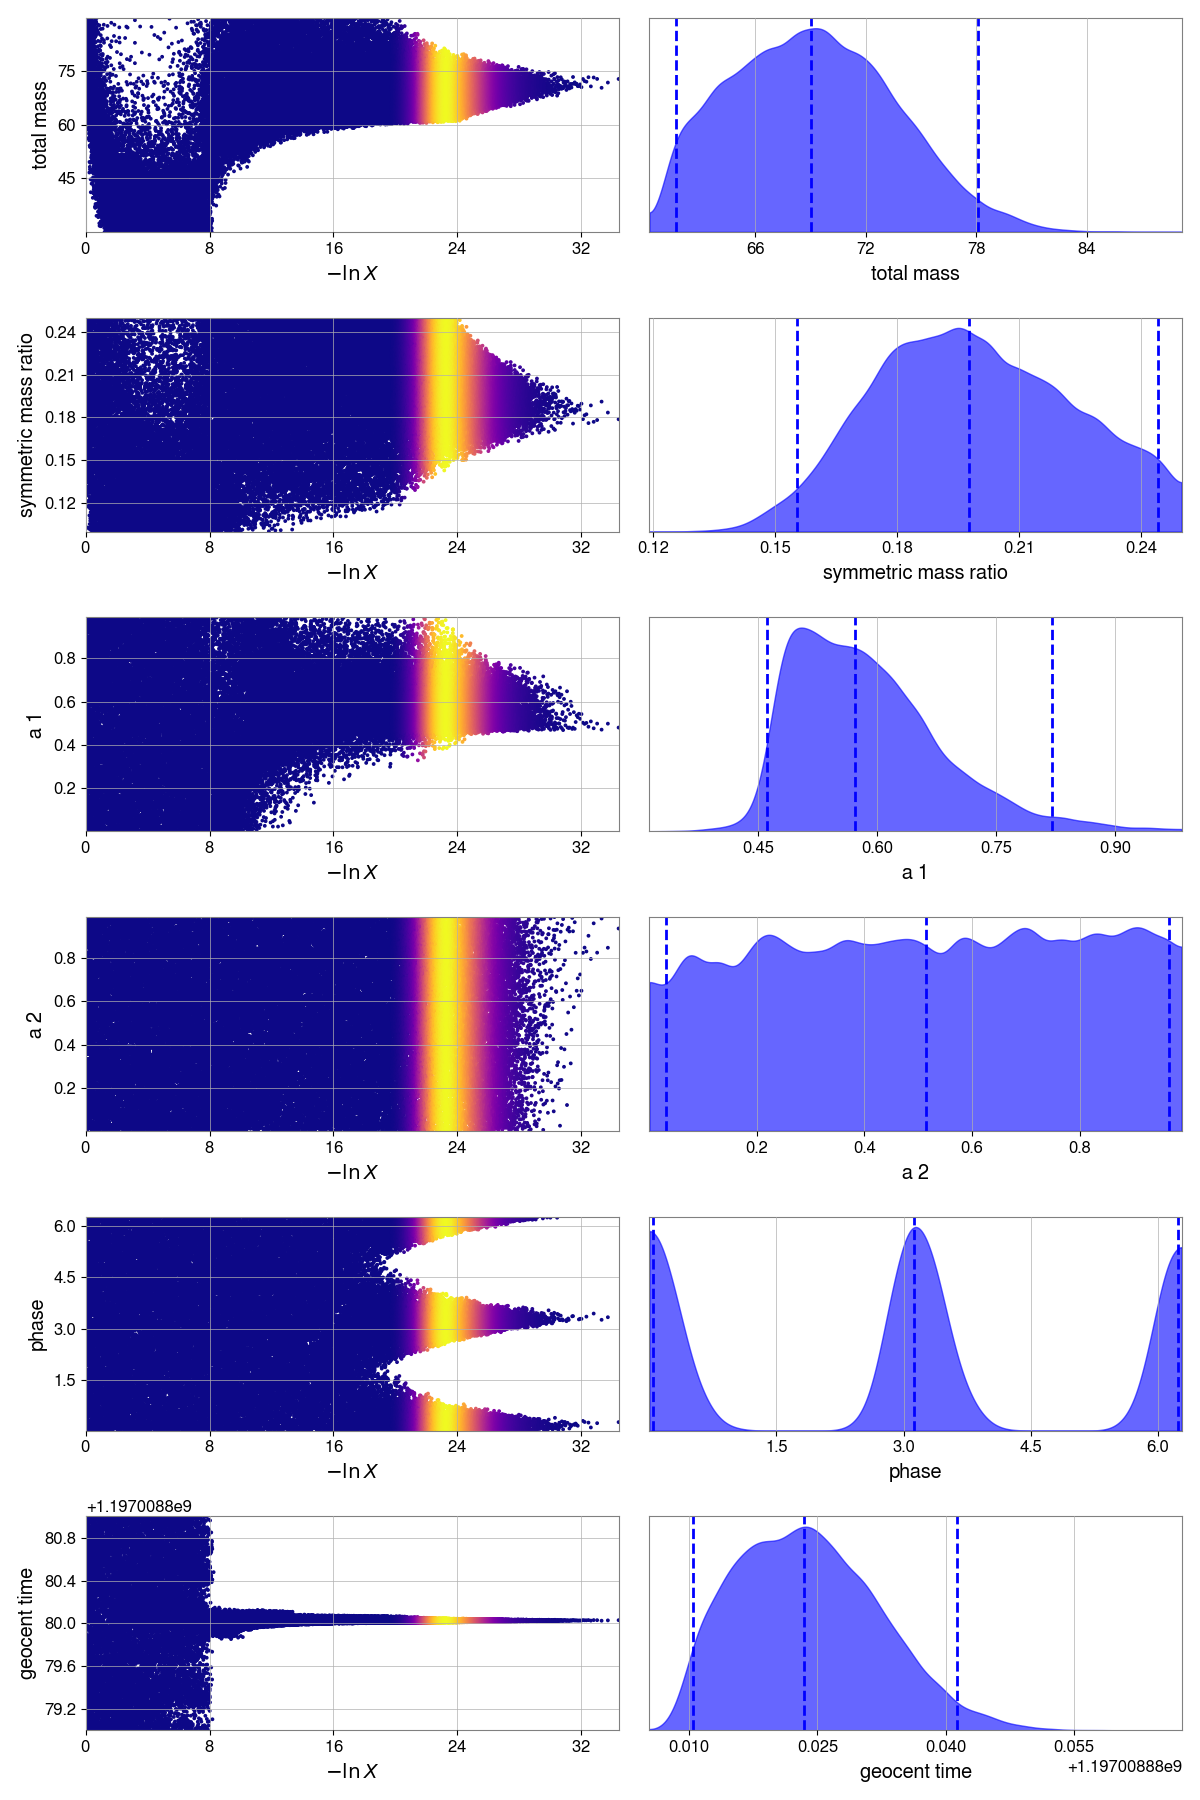 75
60
45
total mass
0 8 16 24 32
−ln X
66 72 78 84
total mass
0.24
0.21
0.18
0.15
0.12
symmetric mass ratio
0 8 16 24 32
−ln X
0.12 0.15 0.18 0.21 0.24
symmetric mass ratio
0.8
0.6
0.4
0.2
a 1
0 8 16 24 32
−ln X
0.45 0.60 0.75 0.90
a 1
0.8
0.6
0.4
0.2
a 2
0 8 16 24 32
−ln X
0.2 0.4 0.6 0.8
a 2
6.0
4.5
3.0
1.5
phase
0 8 16 24 32
−ln X
1.5 3.0 4.5 6.0
phase
+1.1970088e9
80.8
80.4
80.0
79.6
79.2
geocent time
0 8 16 24 32
−ln X
0.010 0.025 0.040 0.055
+1.19700888e9
geocent time